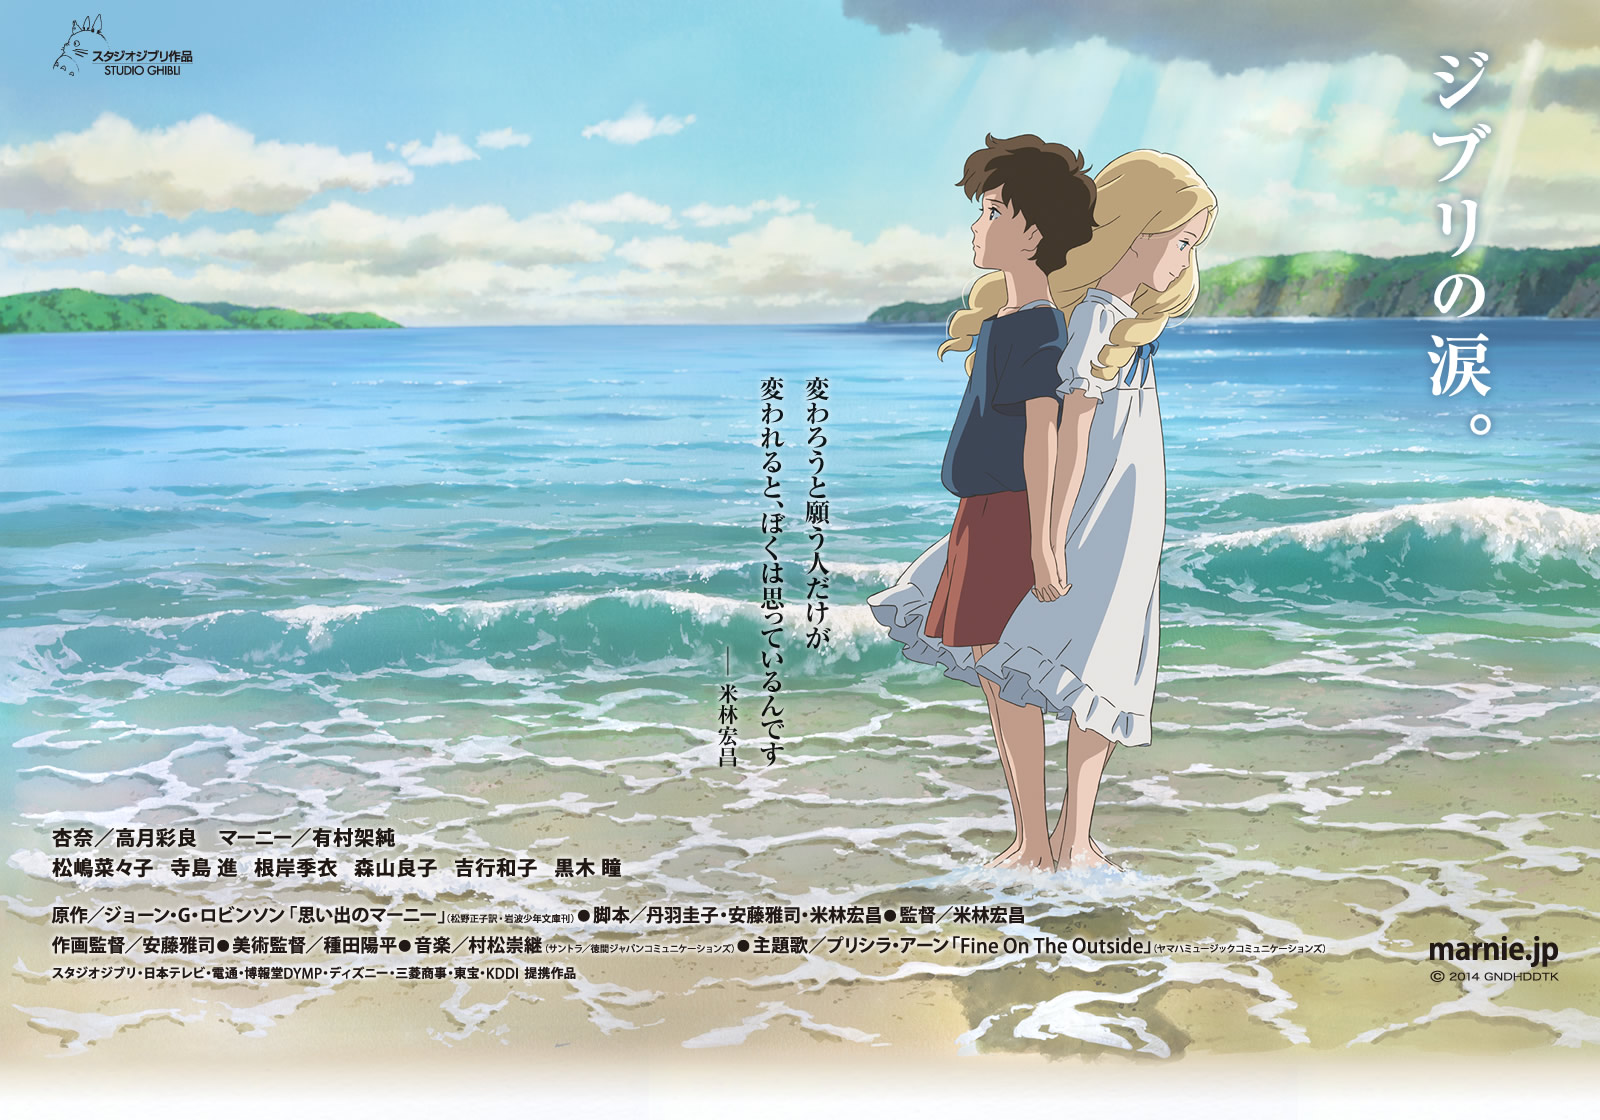 スタジオジブリ作品
STUDIO GHIBLI
ジブリの涙。
変わろうと願う人だけが
変われると、ぼくは思っているんです
── 米林宏昌
杏奈／高月彩良　マーニー／有村架純
松嶋菜々子　寺島 進　根岸季衣　森山良子　吉行和子　黒木 瞳
原作／ジョーン・G・ロビンソン「思い出のマーニー」（松野正子訳・岩波少年文庫刊）●脚本／丹羽圭子・安藤雅司・米林宏昌●監督／米林宏昌
作画監督／安藤雅司●美術監督／種田陽平●音楽／村松崇継（サントラ／徳間ジャパンコミュニケーションズ）●主題歌／プリシラ・アーン「Fine On The Outside」（ヤマハミュージックコミュニケーションズ）
スタジオジブリ・日本テレビ・電通・博報堂DYMP・ディズニー・三菱商事・東宝・KDDI 提携作品
marnie.jp
© 2014 GNDHDDTK